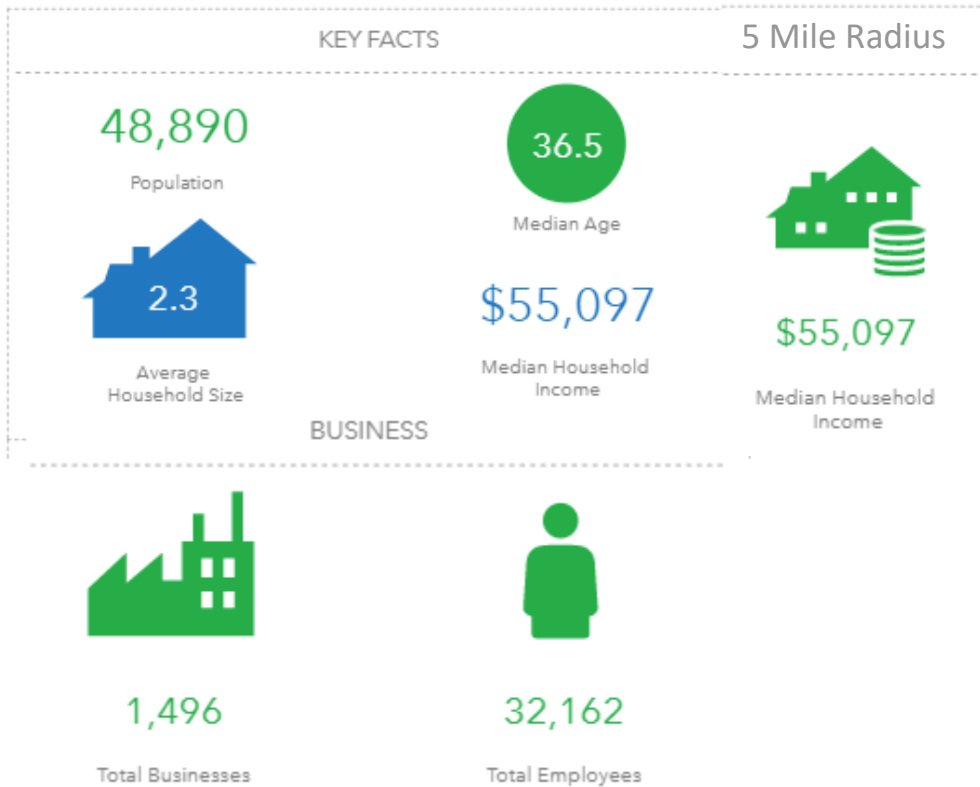 KEY FACTS
5 Mile Radius
48,890
Population
36.5
Median Age
2.3
Average
Household Size
$55,097
Median Household
Income
$55,097
Median Household
Income
BUSINESS
1,496
Total Businesses
32,162
Total Employees